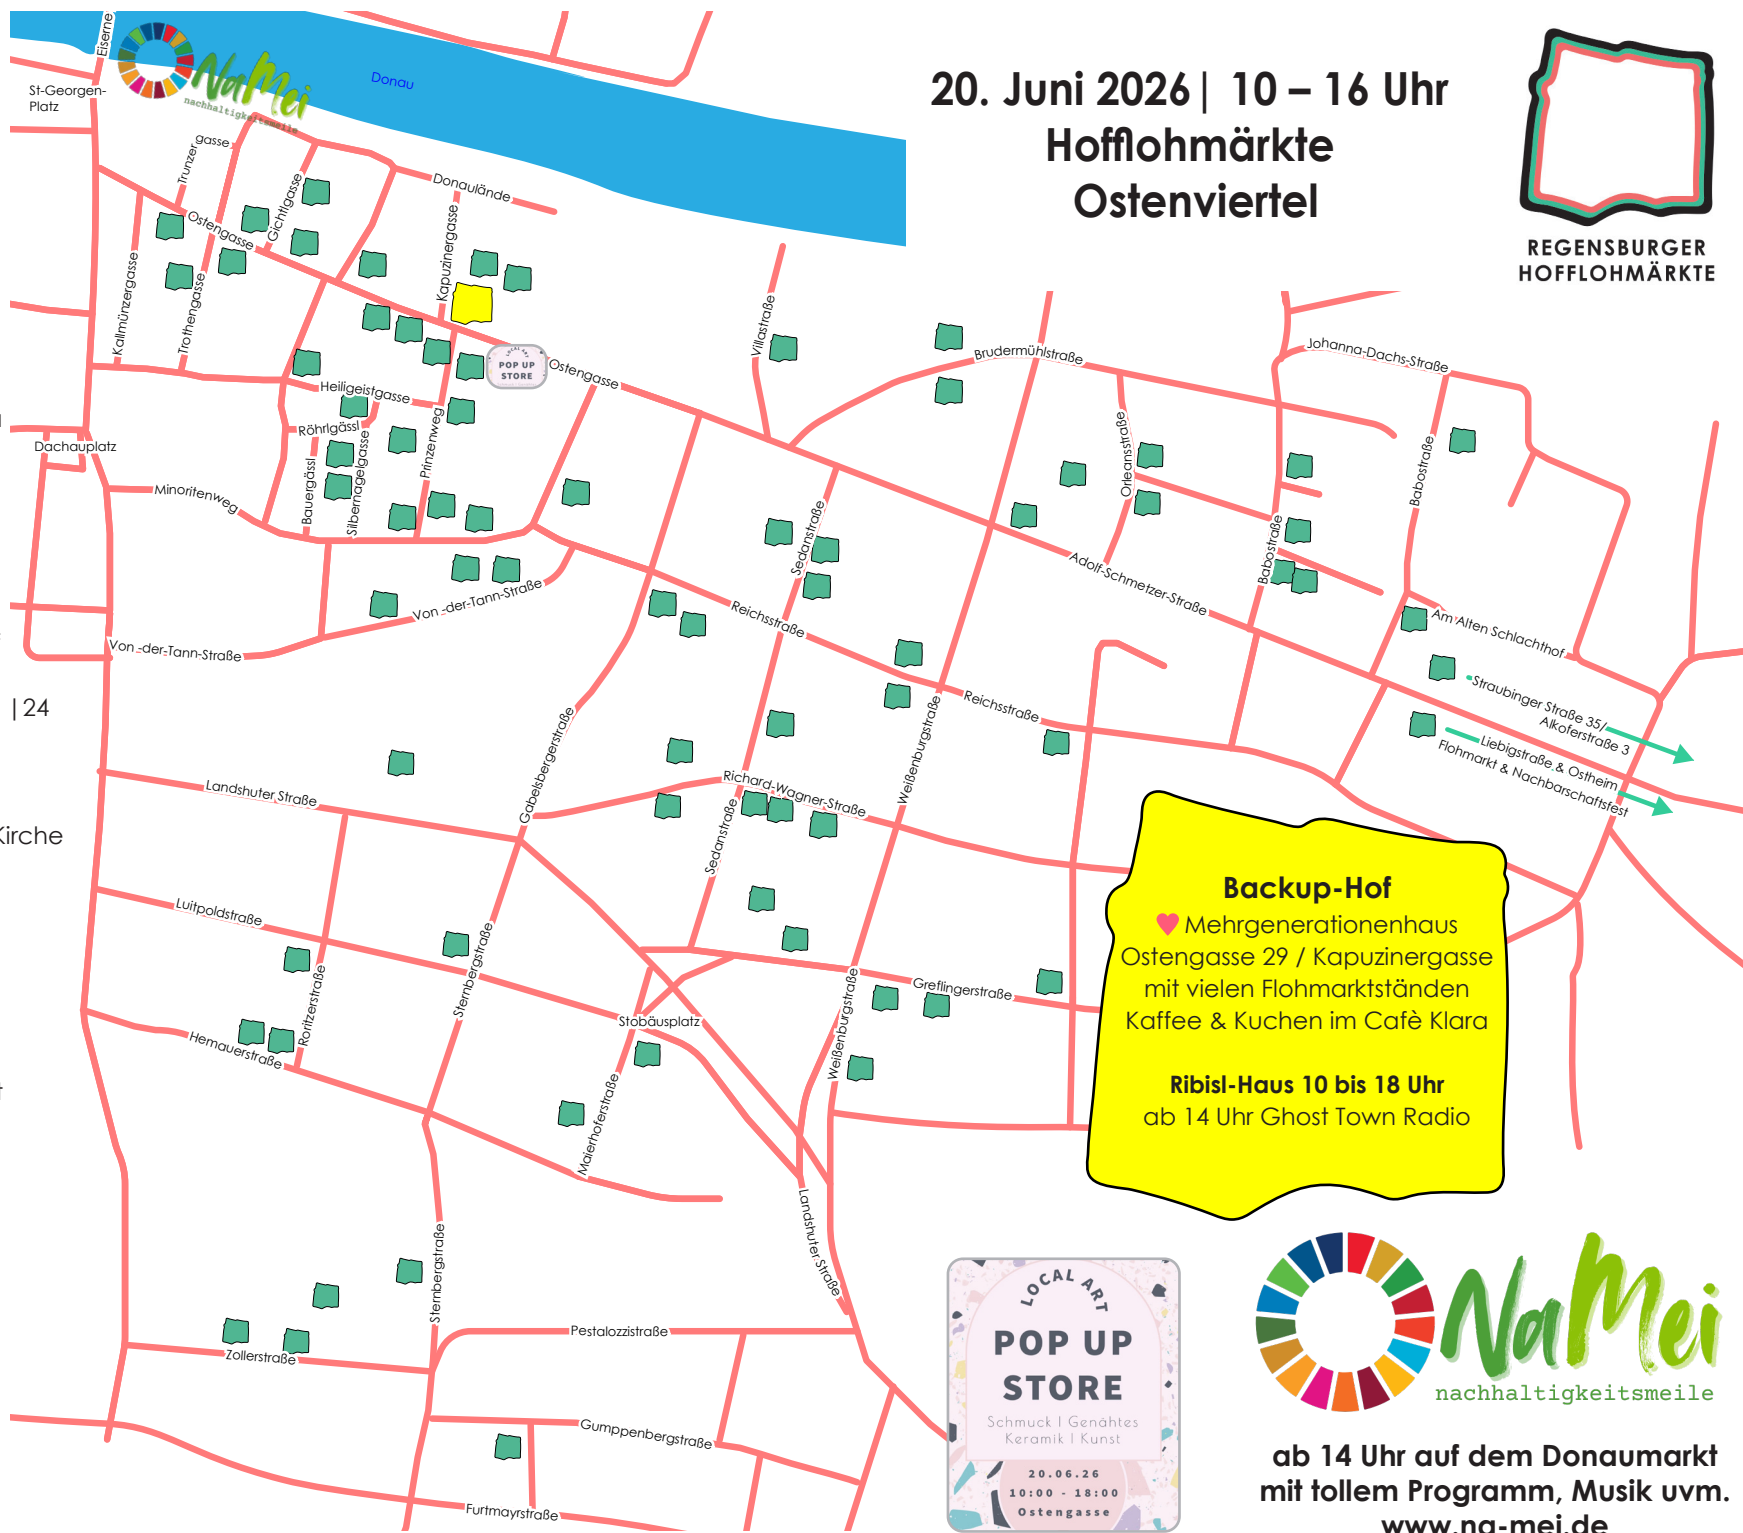 20. Juni 2026| 10 – 16 Uhr
Hofflohmärkte
Ostenviertel
REGENSBURGER
HOFFLOHMÄRKTE
Eiserne
St-Georgen-
Platz
NaMei
nachhaltigkeitsmeile
Donau
Trunzer
gasse
Gichtlgasse
Ostengasse
Donaulände
Kapuzinergasse
Kallmünzergasse
Trothengasse
Villastraße
LOCAL ART
POP UP
STORE
Ostengasse
Brudermühlstraße
Johanna-Dachs-Straße
Heiligeistgasse
Röhrlgässl
Prinzenweg
Bauergässl
Silbernagelgasse
Orleansstraße
Babostraße
Dachauplatz
Minoritenweg
Sedanstraße
Babostraße
Adolf-Schmetzer-Straße
Von -der-Tann-Straße
Von -der-Tann-Straße
Reichsstraße
Am Alten Schlachthof
|24
Straubinger Straße 35/
Alkoferstraße 3
Liebigstraße & Ostheim
Flohmarkt & Nachbarschaftsfest
Reichsstraße
Weißenburgstraße
Gabelsbergerstraße
Landshuter Straße
Richard-Wagner-Straße
Sedanstraße
Kirche
Luitpoldstraße
Sternbergstraße
Roritzerstraße
Hemauerstraße
Stobäusplatz
Greflingerstraße
Weißenburgstraße
Maierhoferstraße
Backup-Hof
Mehrgenerationenhaus
Ostengasse 29 / Kapuzinergasse
mit vielen Flohmarktständen
Kaffee & Kuchen im Cafè Klara
Ribisl-Haus 10 bis 18 Uhr
ab 14 Uhr Ghost Town Radio
Landshuter Straße
Sternbergstraße
Pestalozzistraße
Zollerstraße
Gumppenbergstraße
Furtmayrstraße
LOCAL ART
POP UP
STORE
Schmuck | Genähtes
Keramik | Kunst
20.06.26
10:00 - 18:00
Ostengasse
NaMei
nachhaltigkeitsmeile
ab 14 Uhr auf dem Donaumarkt
mit tollem Programm, Musik uvm.
www.na-mei.de